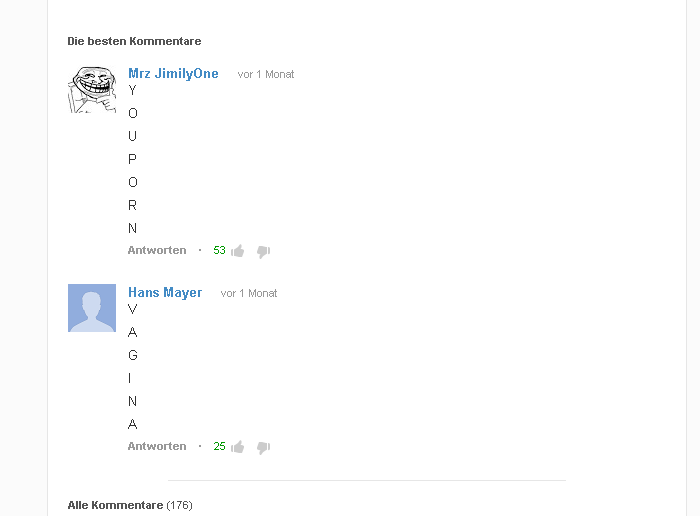 Die besten Kommentare
Mrz JimilyOne vor 1 Monat
Y
O
U
P
O
R
N
Antworten · 53
Hans Mayer vor 1 Monat
V
A
G
I
N
A
Antworten · 25
Alle Kommentare (176)